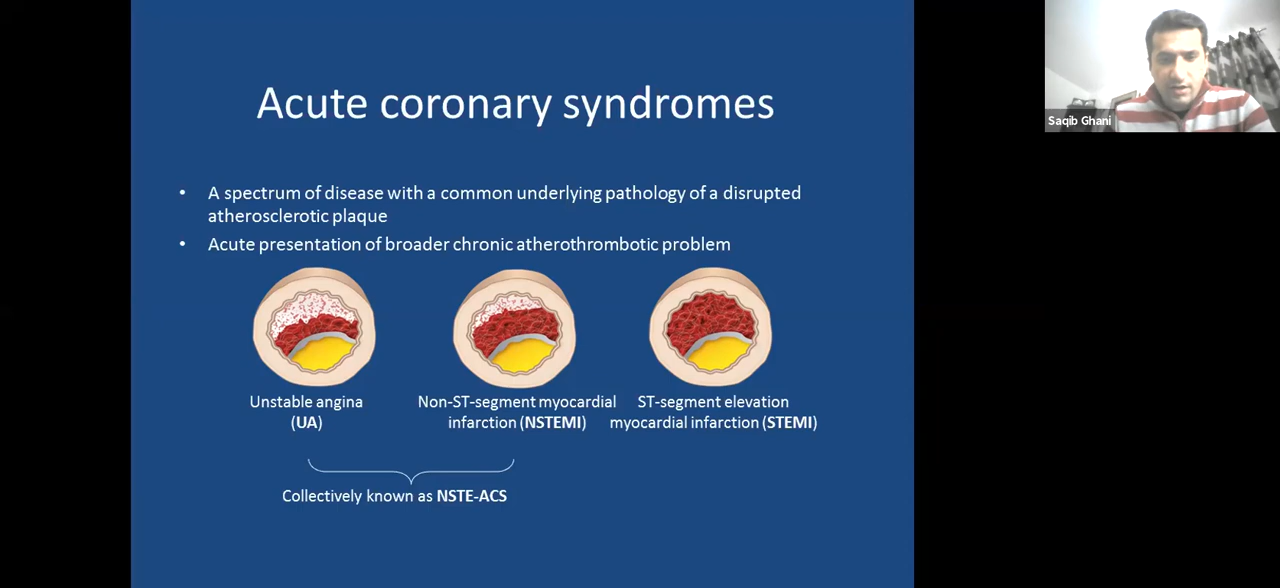 Acute coronary syndromes
Saqib Ghani
• A spectrum of disease with a common underlying pathology of a disrupted
atherosclerotic plaque
• Acute presentation of broader chronic atherothrombotic problem
Unstable angina
(UA)
Non-ST-segment myocardial
infarction (NSTEMI)
ST-segment elevation
myocardial infarction (STEMI)
Collectively known as NSTE-ACS